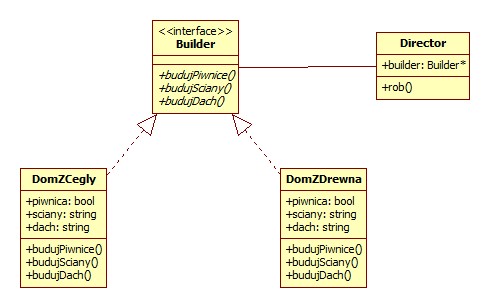 <<interface>>
Builder
+budujPiwnice()
+budujSciany()
+budujDach()
Director
+builder: Builder*
+rob()
DomZCegly
+piwnica: bool
+sciany: string
+dach: string
+budujPiwnice()
+budujSciany()
+budujDach()
DomZDrewna
+piwnica: bool
+sciany: string
+dach: string
+budujPiwnice()
+budujSciany()
+budujDach()